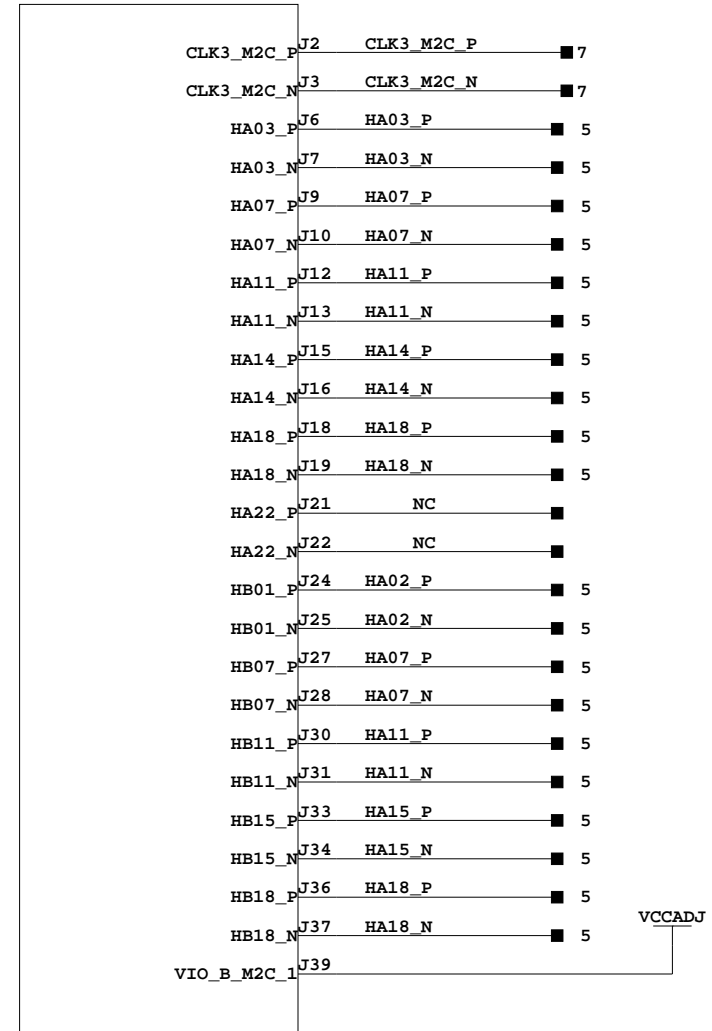 CLK3_M2C_P J2 CLK3_M2C_P 7
CLK3_M2C_N J3 CLK3_M2C_N 7
HA03_P J6 HA03_P 5
HA03_N J7 HA03_N 5
HA07_P J9 HA07_P 5
HA07_N J10 HA07_N 5
HA11_P J12 HA11_P 5
HA11_N J13 HA11_N 5
HA14_P J15 HA14_P 5
HA14_N J16 HA14_N 5
HA18_P J18 HA18_P 5
HA18_N J19 HA18_N 5
HA22_P J21 NC
HA22_N J22 NC
HB01_P J24 HA02_P 5
HB01_N J25 HA02_N 5
HB07_P J27 HA07_P 5
HB07_N J28 HA07_N 5
HB11_P J30 HA11_P 5
HB11_N J31 HA11_N 5
HB15_P J33 HA15_P 5
HB15_N J34 HA15_N 5
HB18_P J36 HA18_P 5
HB18_N J37 HA18_N 5
VCCADJ
VIO_B_M2C_1 J39